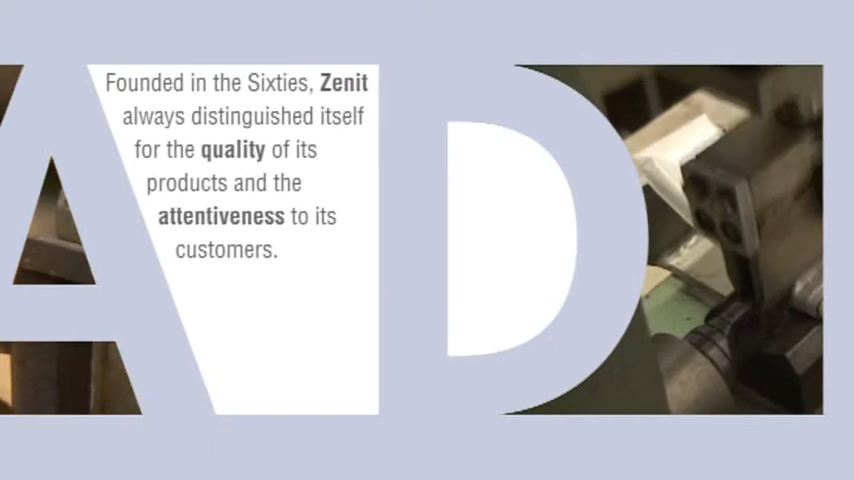 Founded in the Sixties, Zenit
always distinguished itself
for the quality of its
products and the
attentiveness to its
customers.
AD